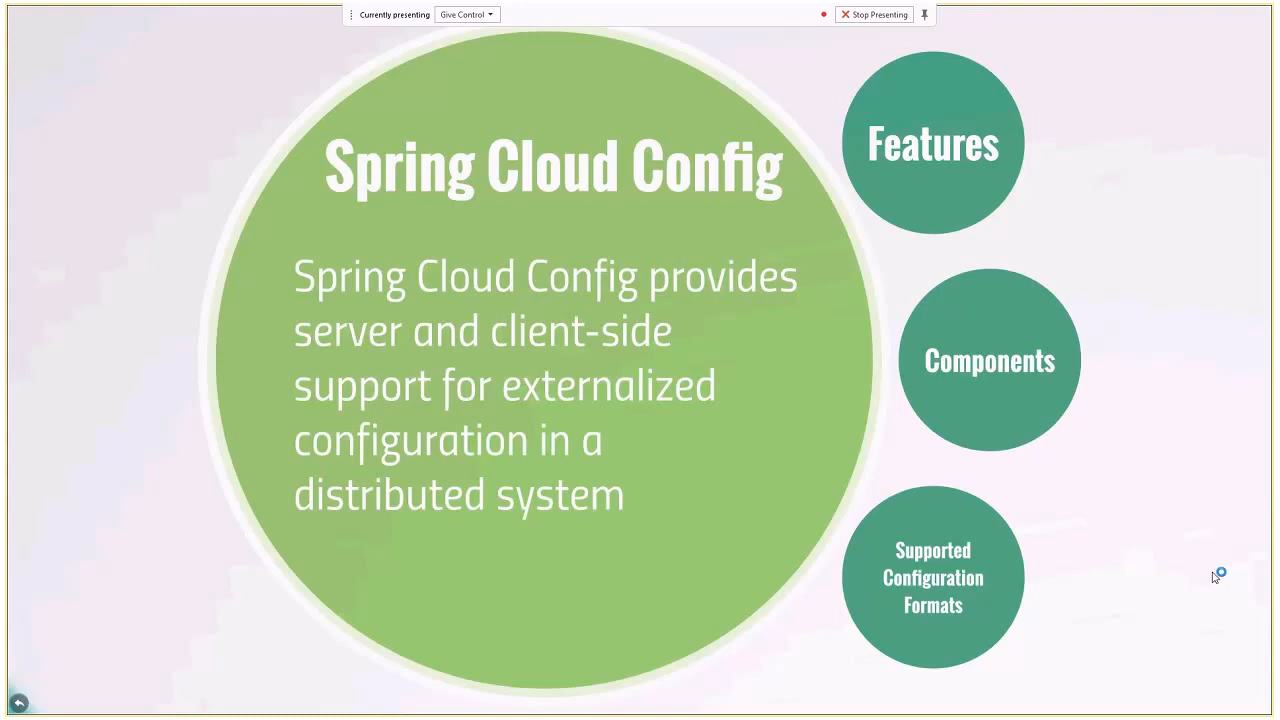 Currently presenting
Give Control
Stop Presenting
Spring Cloud Config
Spring Cloud Config provides
server and client-side
support for externalized
configuration in a
distributed system
Features
Components
Supported
Configuration
Formats